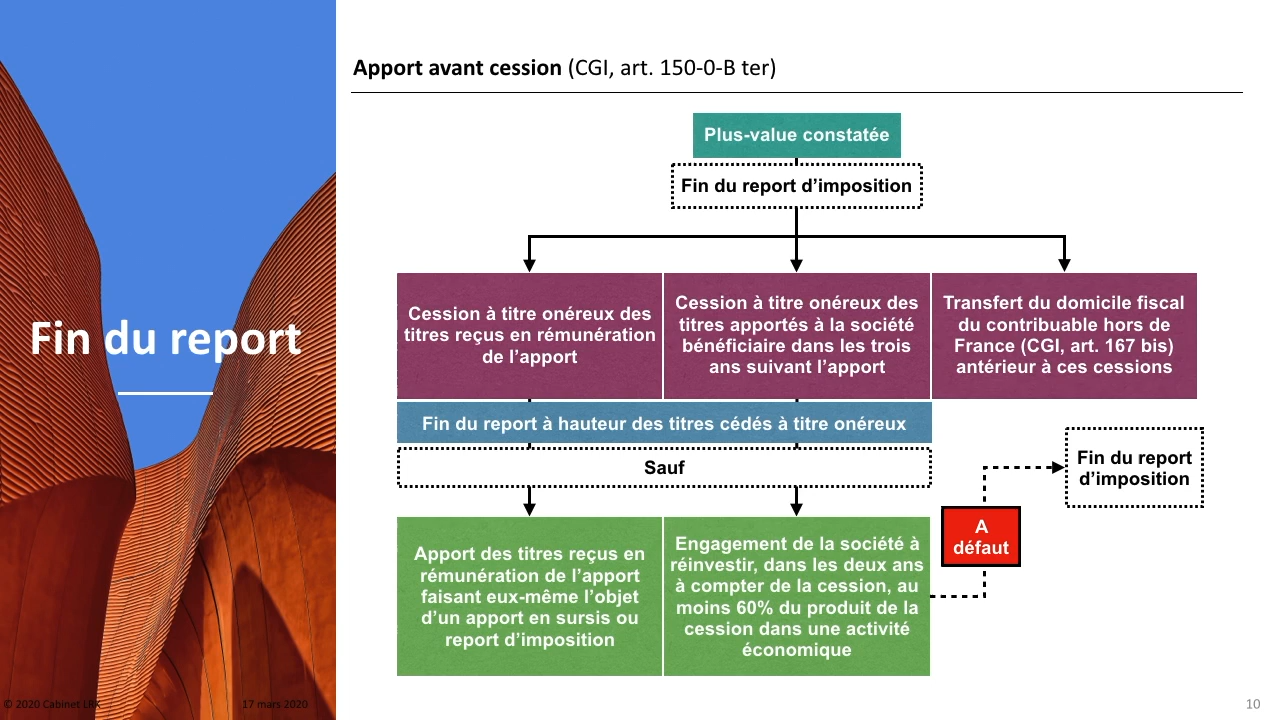 Fin du report
© 2020 Cabinet LRX
17 mars 2020
Apport avant cession (CGI, art. 150-0-B ter)
Plus-value constatée
Fin du report d’imposition
Cession à titre onéreux des
titres reçus en rémunération
de l’apport
Cession à titre onéreux des
titres apportés à la société
bénéficiaire dans les trois
ans suivant l’apport
Transfert du domicile fiscal
du contribuable hors de
France (CGI, art. 167 bis)
antérieur à ces cessions
Fin du report à hauteur des titres cédés à titre onéreux
Sauf
Apport des titres reçus en
rémunération de l’apport
faisant eux-même l’objet
d’un apport en sursis ou
report d’imposition
Engagement de la société à
réinvestir, dans les deux ans
à compter de la cession, au
moins 60% du produit de la
cession dans une activité
économique
A
défaut
Fin du report
d’imposition
10